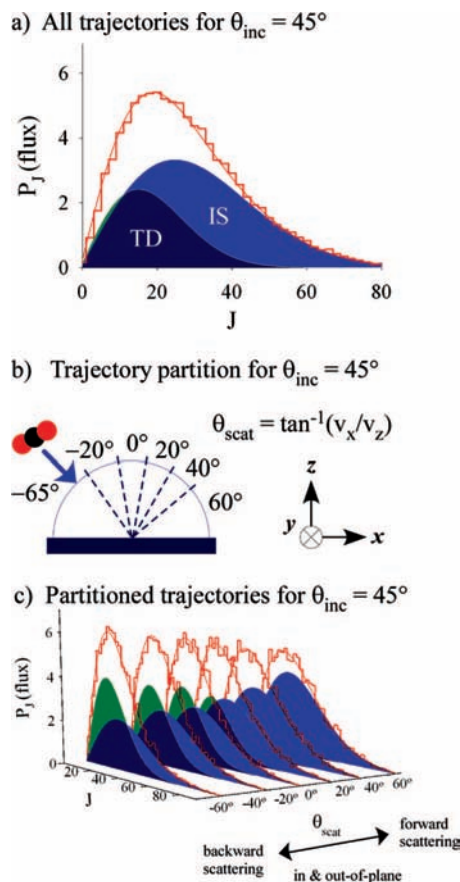 a) All trajectories for θinc = 45°
6
4
2
0
P_J (flux)
IS
TD
0 20 40 60 80
J
b) Trajectory partition for θinc = 45°
θscat = tan⁻¹(vx/vz)
−65° −20° 0° 20° 40° 60°
z
y
x
c) Partitioned trajectories for θinc = 45°
6
4
2
0
P_J (flux)
20 40 60 80
J
-60° -40° -20° 0° 20° 40° 60°
θscat
backward scattering
forward scattering
in & out-of-plane